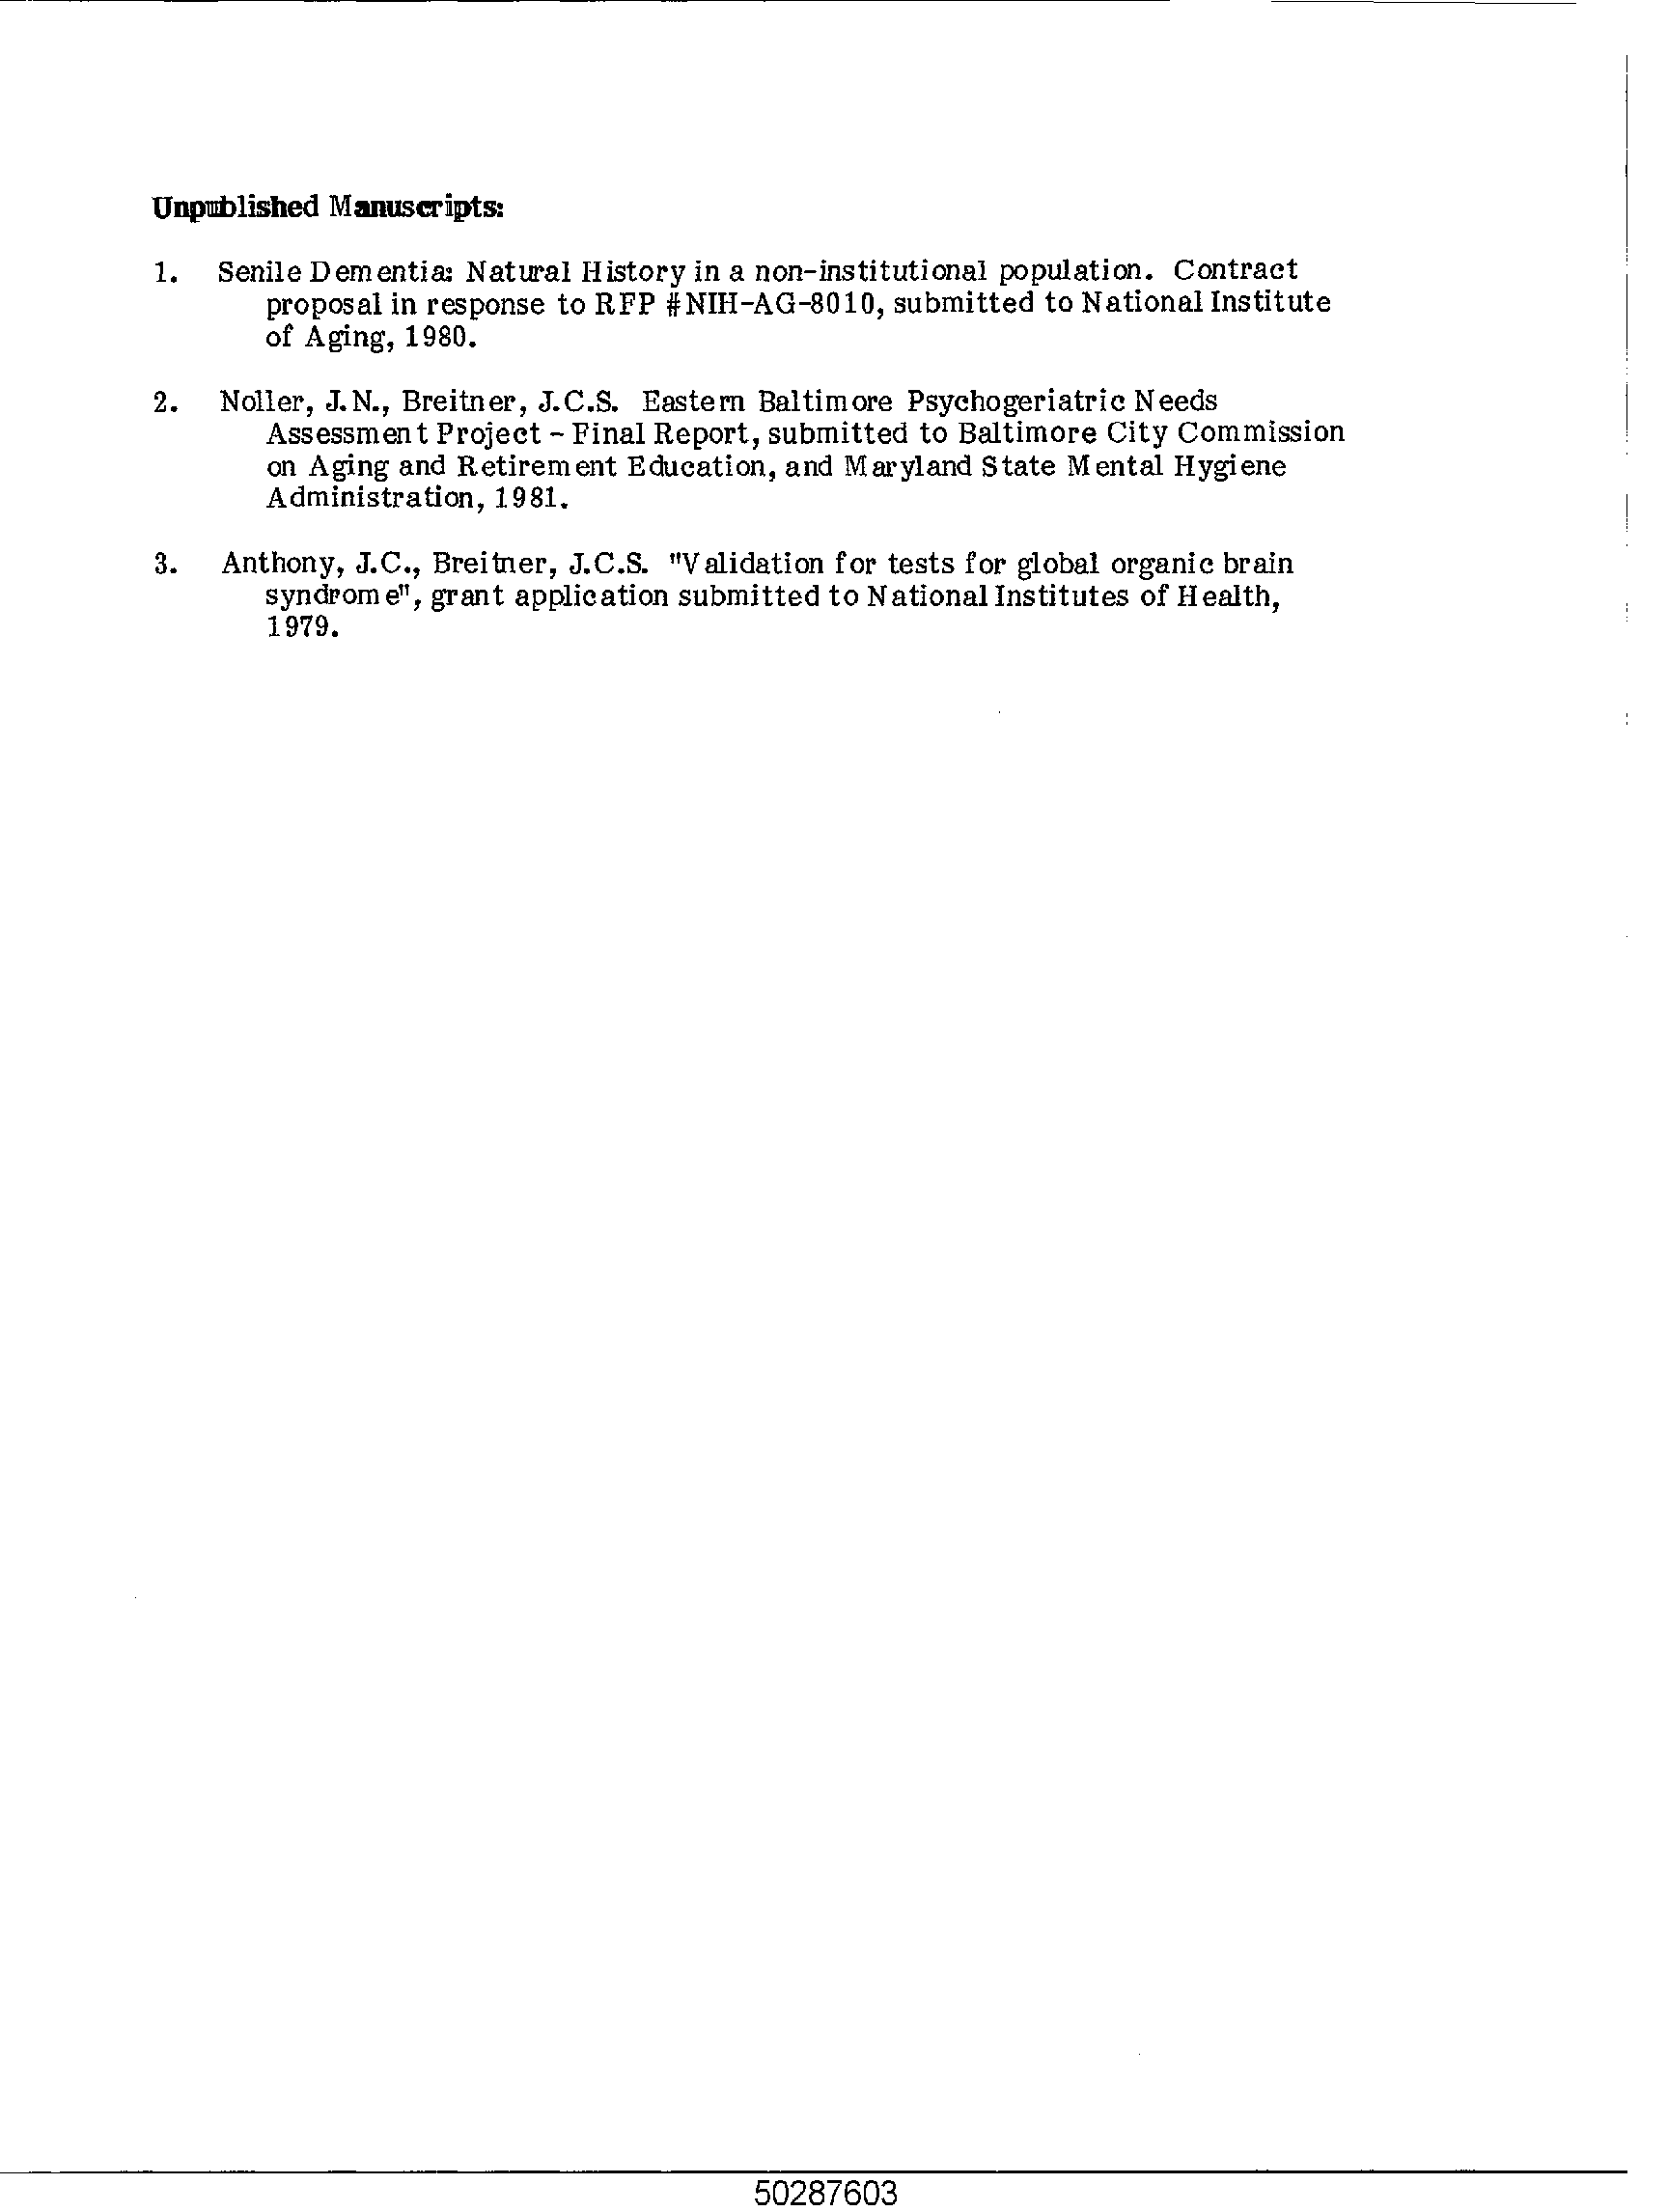 Unpublished Manuscripts:
1. Senile Dementia: Natural History in a non-institutional population. Contract
proposal in response to RFP #NIH-AG-8010, submitted to National Institute
of Aging, 1980.
2. Noller, J.N., Breitner, J.C.S. Eastern Baltimore Psychogeriatric Needs
Assessment Project - Final Report, submitted to Baltimore City Commission
on Aging and Retirement Education, and Maryland State Mental Hygiene
Administration, 1981.
3. Anthony, J.C., Breitner, J.C.S. "Validation for tests for global organic brain
syndrome", grant application submitted to National Institutes of Health,
1979.
50287603